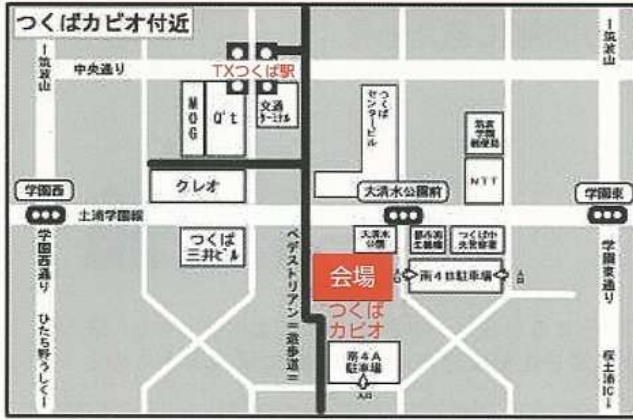 つくばカピオ付近
↑筑波山
中央通り
TXつくば駅
MOG
Q't
交通
ターミナル
つくば
センタービル
筑波
学園
郵便局
NTT
↑筑波山
学園西
クレオ
大清水公園前
学園東
土浦学園線
つくば
三井ビル
大清水
公園
都市再
生機構
つくば中
央警察署
学園西通り
ひたち野うしく↓
ペデストリアン=遊歩道=
会場
つくば
カピオ
入口
南4B駐車場
入口
南4A
駐車場
入口
学園東通り
桜土浦IC↓